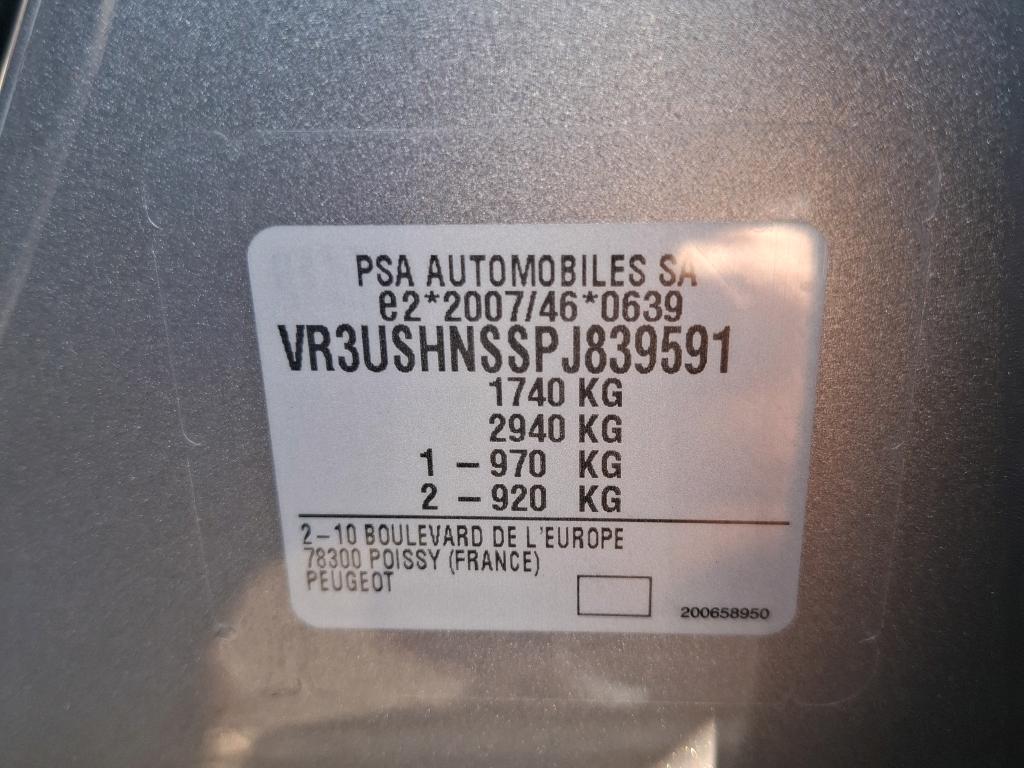 PSA AUTOMOBILES SA
e2*2007/46*0639
VR3USHNSSPJ839591
1740 KG
2940 KG
1 – 970 KG
2 – 920 KG
2–10 BOULEVARD DE L'EUROPE
78300 POISSY (FRANCE)
PEUGEOT
200658950